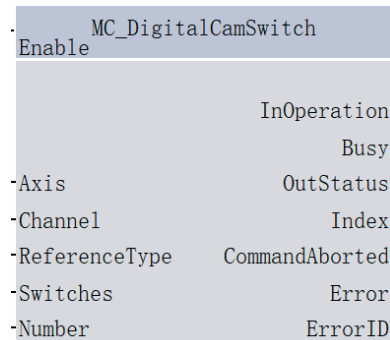 MC_DigitalCamSwitch
Enable
InOperation
Busy
Axis OutStatus
Channel Index
ReferenceType CommandAborted
Switches Error
Number ErrorID